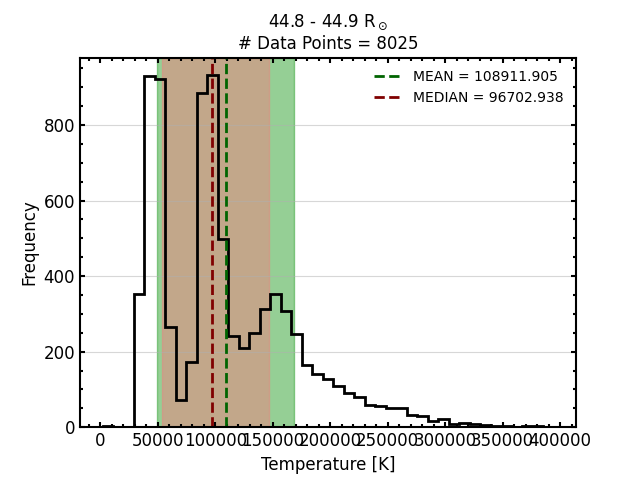 44.8 - 44.9 R⊙
# Data Points = 8025
MEAN = 108911.905
MEDIAN = 96702.938
800
600
400
200
0
Frequency
0 50000 100000 150000 200000 250000 300000 350000 400000
Temperature [K]